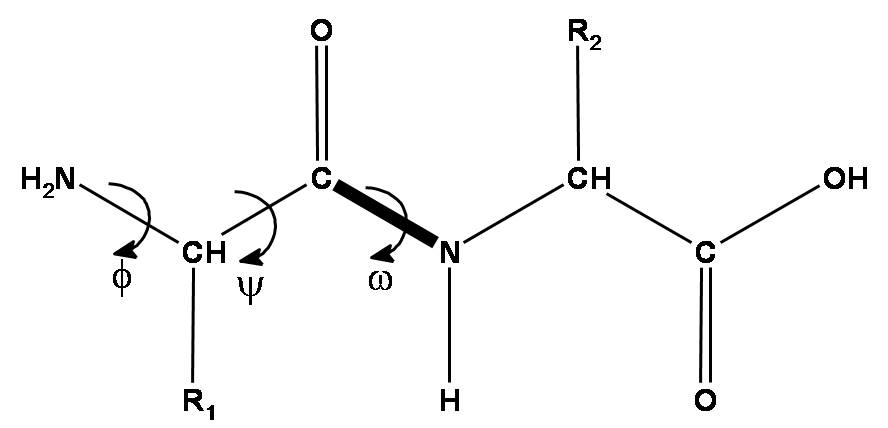 O R₂
H₂N C CH OH
CH N C
ϕ ψ ω
R₁ H O